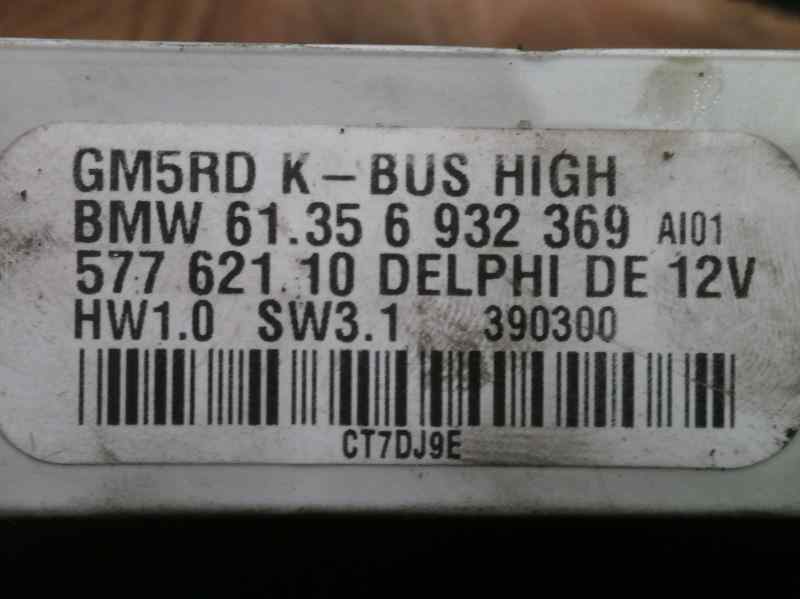 GM5RD K-BUS HIGH
BMW 61.35 6 932 369 AI01
577 621 10 DELPHI DE 12V
HW1.0 SW3.1 390300
CT7DJ9E